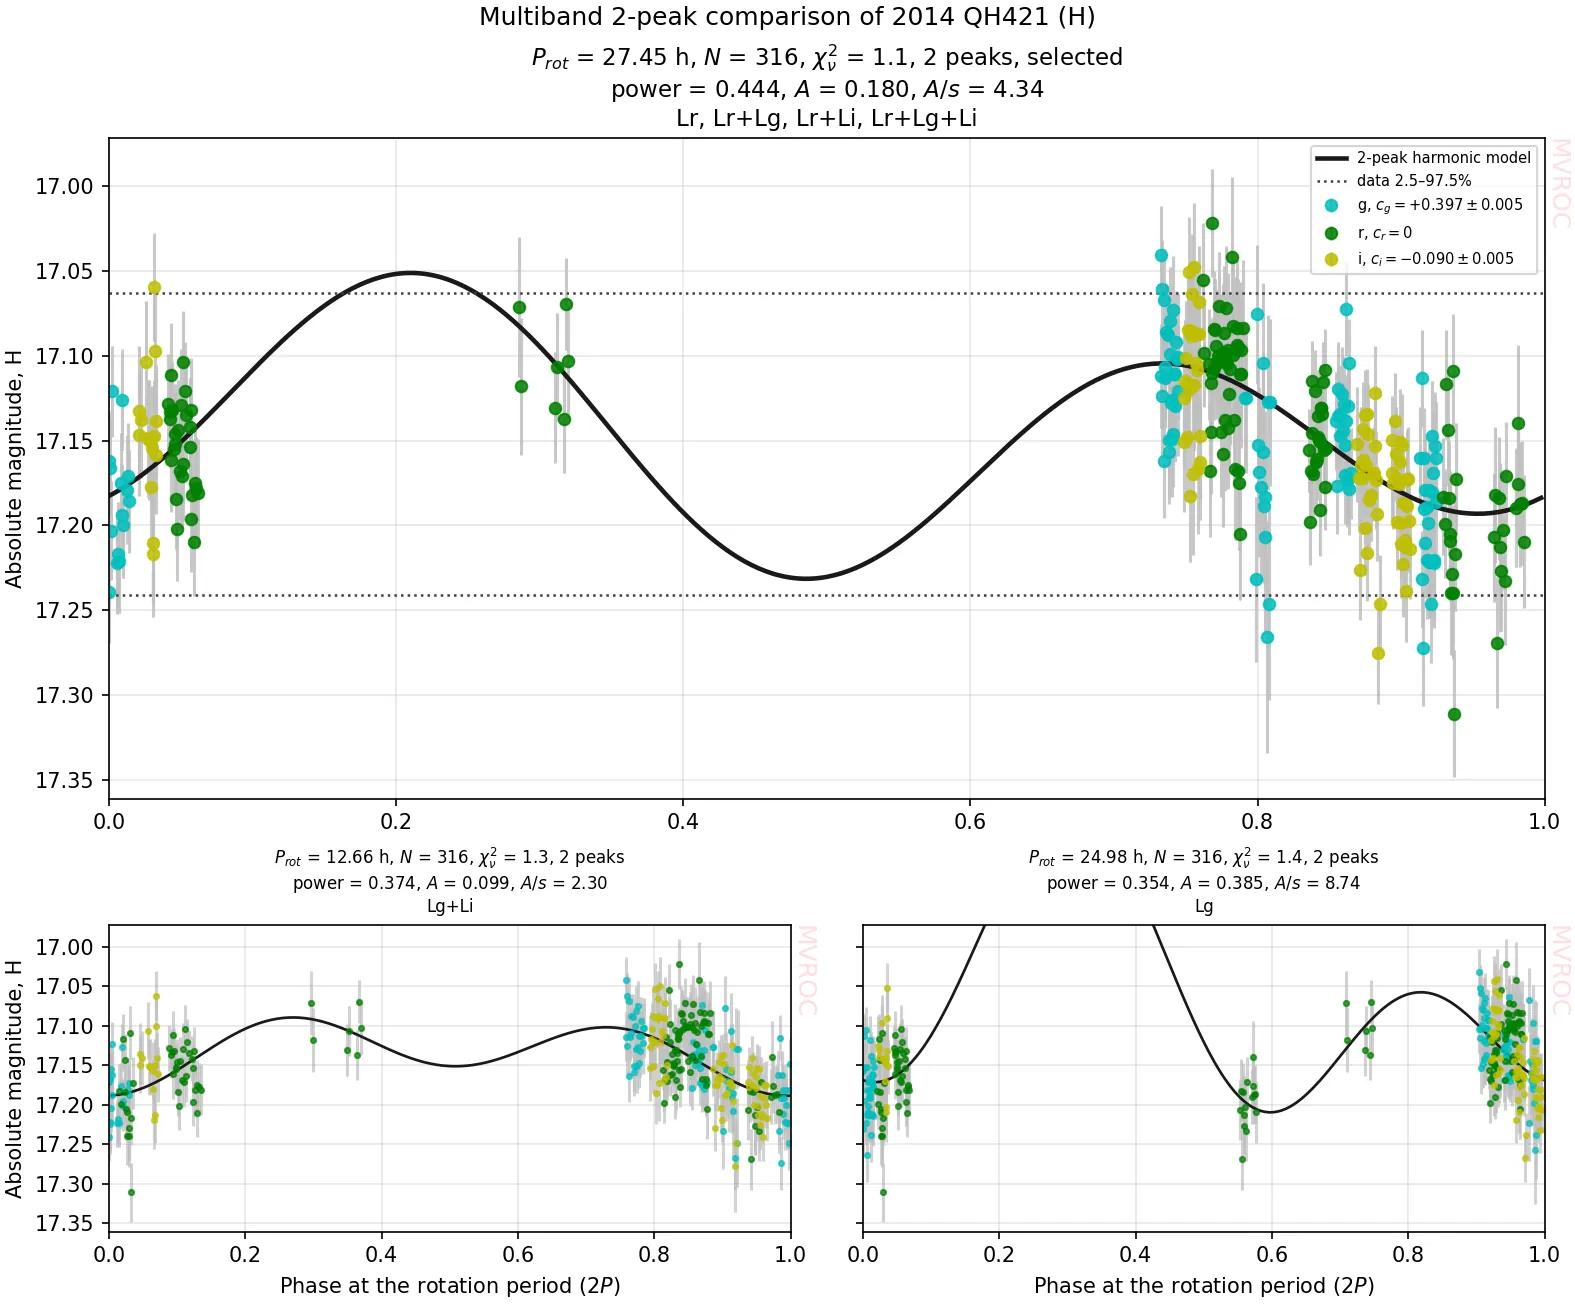 Multiband 2-peak comparison of 2014 QH421 (H)
P_rot = 27.45 h, N = 316, χ²_ν = 1.1, 2 peaks, selected
power = 0.444, A = 0.180, A/s = 4.34
Lr, Lr+Lg, Lr+Li, Lr+Lg+Li
2-peak harmonic model
data 2.5–97.5%
g, c_g = +0.397 ± 0.005
r, c_r = 0
i, c_i = −0.090 ± 0.005
MVROC
Absolute magnitude, H
17.00
17.05
17.10
17.15
17.20
17.25
17.30
17.35
0.0 0.2 0.4 0.6 0.8 1.0
P_rot = 12.66 h, N = 316, χ²_ν = 1.3, 2 peaks
power = 0.374, A = 0.099, A/s = 2.30
Lg+Li
MVROC
Absolute magnitude, H
17.00
17.05
17.10
17.15
17.20
17.25
17.30
17.35
0.0 0.2 0.4 0.6 0.8 1.0
Phase at the rotation period (2P)
P_rot = 24.98 h, N = 316, χ²_ν = 1.4, 2 peaks
power = 0.354, A = 0.385, A/s = 8.74
Lg
MVROC
0.0 0.2 0.4 0.6 0.8 1.0
Phase at the rotation period (2P)